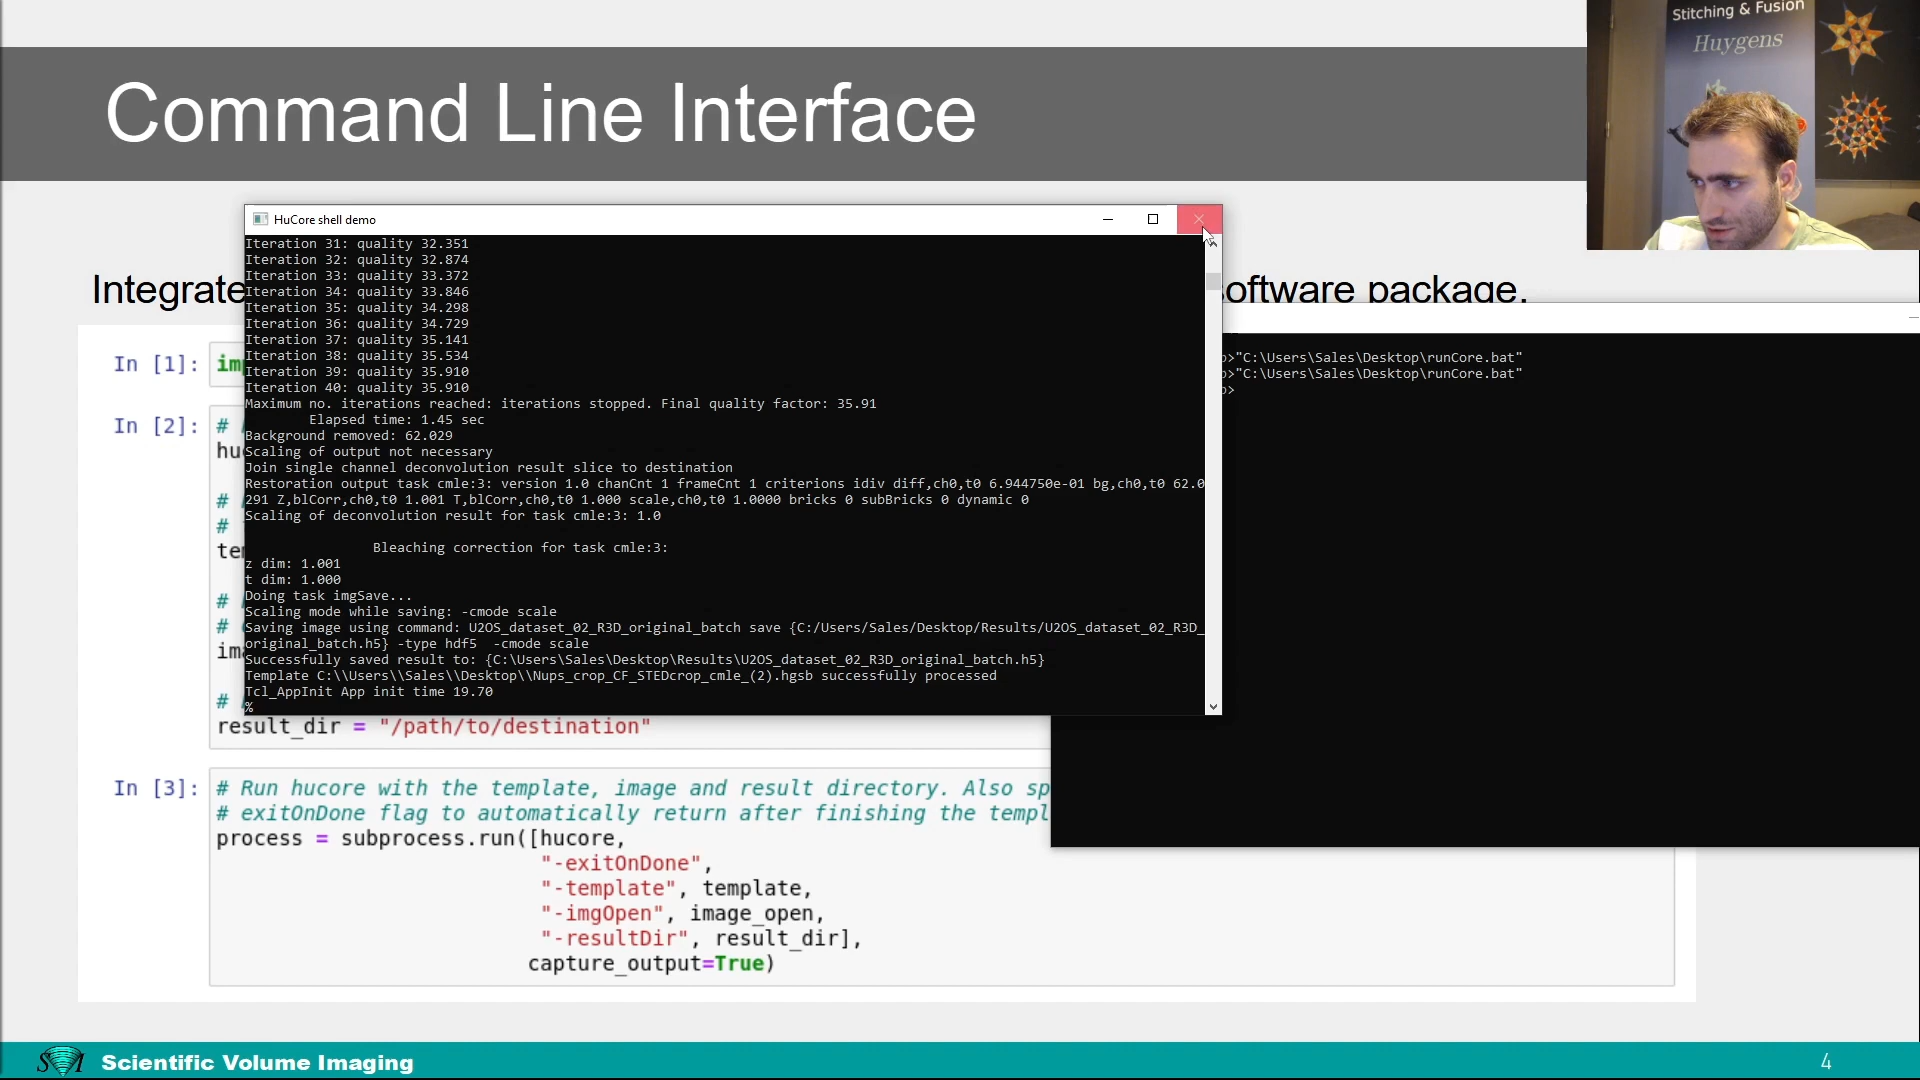 Stitching & Fusion
Huygens
Command Line Interface
Integrate
oftware package.
HuCore shell demo
Iteration 31: quality 32.351
Iteration 32: quality 32.874
Iteration 33: quality 33.372
Iteration 34: quality 33.846
Iteration 35: quality 34.298
Iteration 36: quality 34.729
Iteration 37: quality 35.141
Iteration 38: quality 35.534
Iteration 39: quality 35.910
Iteration 40: quality 35.910
Maximum no. iterations reached: iterations stopped. Final quality factor: 35.91
Elapsed time: 1.45 sec
Background removed: 62.029
Scaling of output not necessary
Join single channel deconvolution result slice to destination
Restoration output task cmle:3: version 1.0 chanCnt 1 frameCnt 1 criterions idiv diff,ch0,t0 6.944750e-01 bg,ch0,t0 62.0
291 Z,blCorr,ch0,t0 1.001 T,blCorr,ch0,t0 1.000 scale,ch0,t0 1.0000 bricks 0 subBricks 0 dynamic 0
Scaling of deconvolution result for task cmle:3: 1.0
Bleaching correction for task cmle:3:
z dim: 1.001
t dim: 1.000
Doing task imgSave...
Scaling mode while saving: -cmode scale
Saving image using command: U2OS_dataset_02_R3D_original_batch save {C:/Users/Sales/Desktop/Results/U2OS_dataset_02_R3D_
original_batch.h5} -type hdf5  -cmode scale
Successfully saved result to: {C:\Users\Sales\Desktop\Results\U2OS_dataset_02_R3D_original_batch.h5}
Template C:\\Users\\Sales\\Desktop\\Nups_crop_CF_STEDcrop_cmle_(2).hgsb successfully processed
Tcl_AppInit App init time 19.70
%
>"C:\Users\Sales\Desktop\runCore.bat"
>"C:\Users\Sales\Desktop\runCore.bat"
>
In [1]: im
In [2]: #
hu
#
#
te
#
#
ima
#
result_dir = "/path/to/destination"
In [3]: # Run hucore with the template, image and result directory. Also sp
# exitOnDone flag to automatically return after finishing the templ
process = subprocess.run([hucore,
"-exitOnDone",
"-template", template,
"-imgOpen", image_open,
"-resultDir", result_dir],
capture_output=True)
SVI Scientific Volume Imaging
4